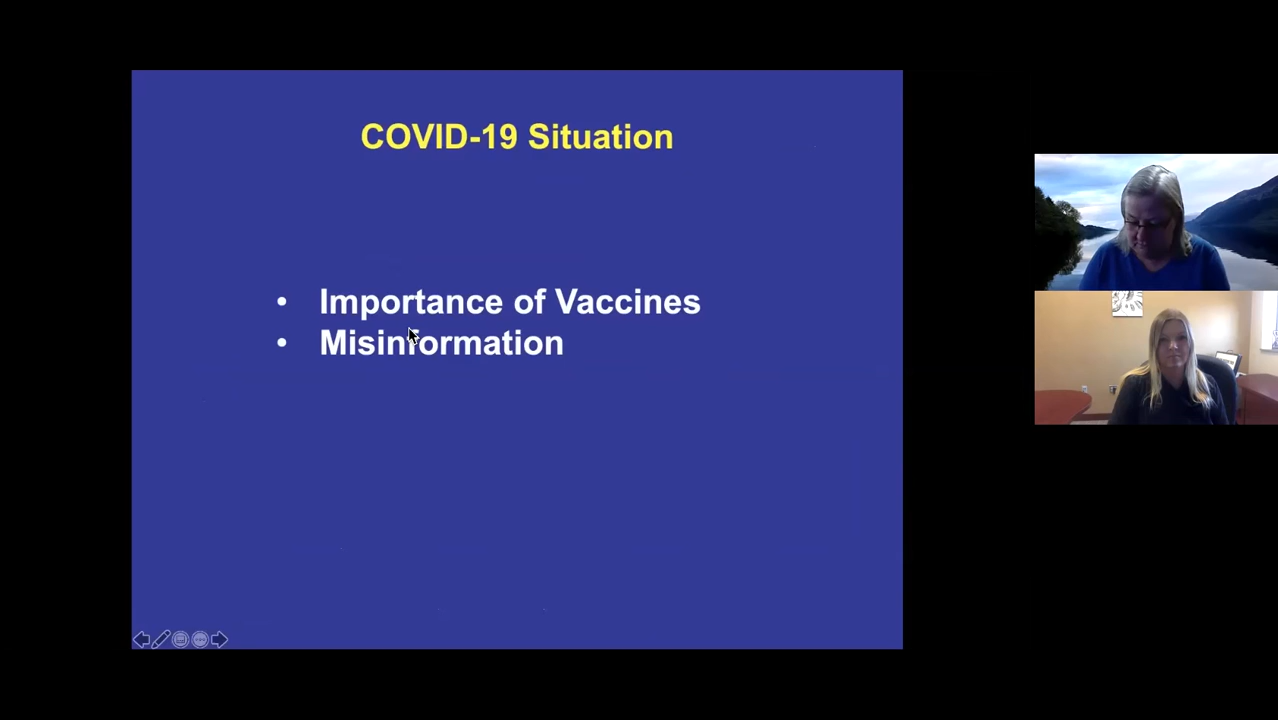 COVID-19 Situation
• Importance of Vaccines
• Misinformation